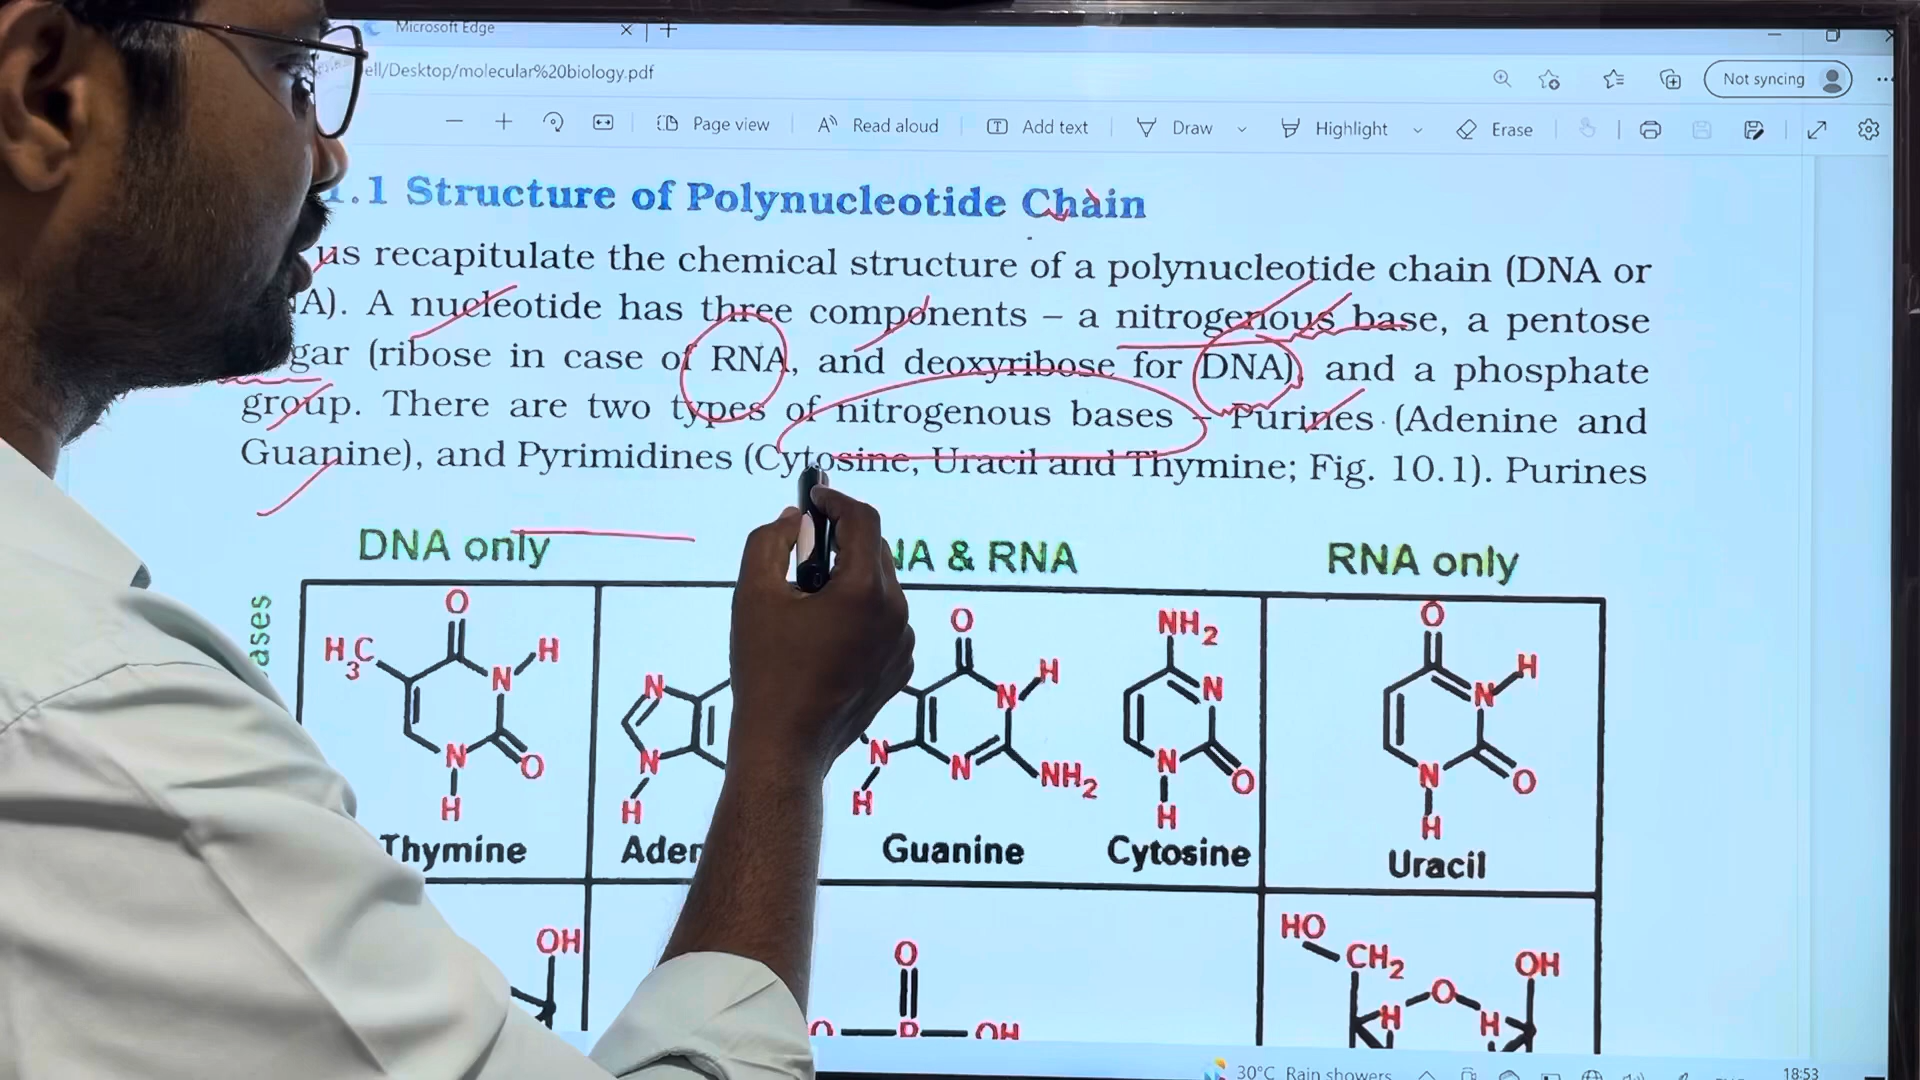 Microsoft Edge
ell/Desktop/molecular%20biology.pdf
Not syncing
Page view
Read aloud
Add text
Draw
Highlight
Erase
.1 Structure of Polynucleotide Chain
us recapitulate the chemical structure of a polynucleotide chain (DNA or
A). A nucleotide has three components – a nitrogenous base, a pentose
gar (ribose in case of RNA, and deoxyribose for DNA), and a phosphate
group. There are two types of nitrogenous bases – Purines (Adenine and
Guanine), and Pyrimidines (Cytosine, Uracil and Thymine; Fig. 10.1). Purines
DNA only
NA & RNA
RNA only
ases
O
H3C
N
H
N
O
H
Thymine
N
N
H
Aden
O
N
H
N
N
NH2
H
Guanine
NH2
N
N
O
H
Cytosine
O
N
H
N
O
H
Uracil
OH
O
O
P
OH
HO
CH2
OH
O
H
H
30°C Rain showers
18:53